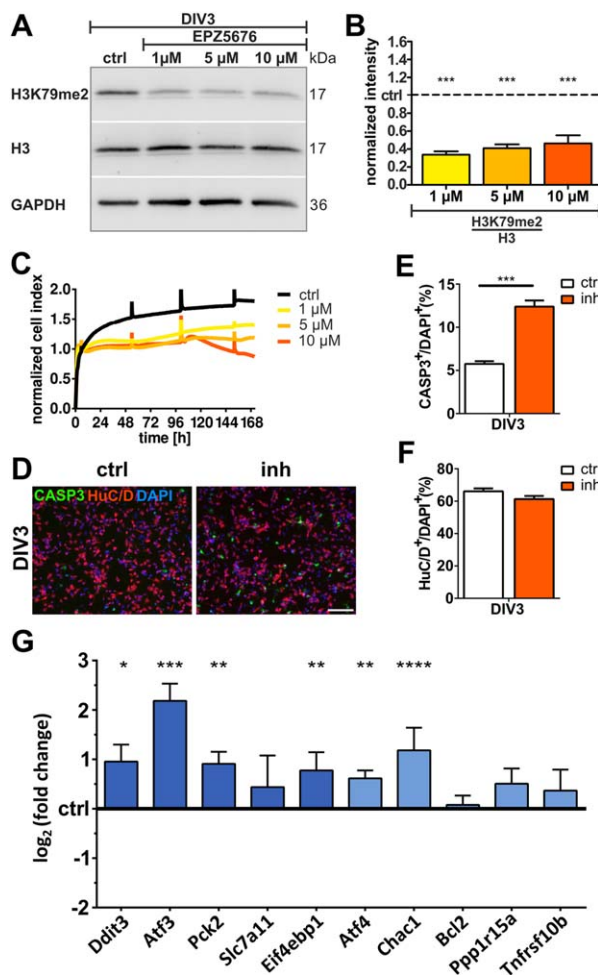 A
DIV3
EPZ5676
ctrl 1µM 5 µM 10 µM kDa
H3K79me2 17
H3 17
GAPDH 36
B
normalized intensity
1.6
1.4
1.2
ctrl
0.8
0.6
0.4
0.2
0.0
*** *** ***
1 µM 5 µM 10 µM
H3K79me2
H3
C
normalized cell index
2.0
1.5
1.0
0.5
0.0
0 24 48 72 96 120 144 168
time [h]
ctrl
1 µM
5 µM
10 µM
D
ctrl inh
CASP3 HuC/D DAPI
DIV3
E
CASP3+/DAPI+(%)
15
10
5
0
***
DIV3
ctrl
inh
F
HuC/D+/DAPI+(%)
80
60
40
20
0
DIV3
ctrl
inh
G
log2 (fold change)
3
2
1
ctrl
-1
-2
* *** ** ** ** ****
Ddit3 Atf3 Pck2 Slc7a11 Eif4ebp1 Atf4 Chac1 Bcl2 Ppp1r15a Tnfrsf10b